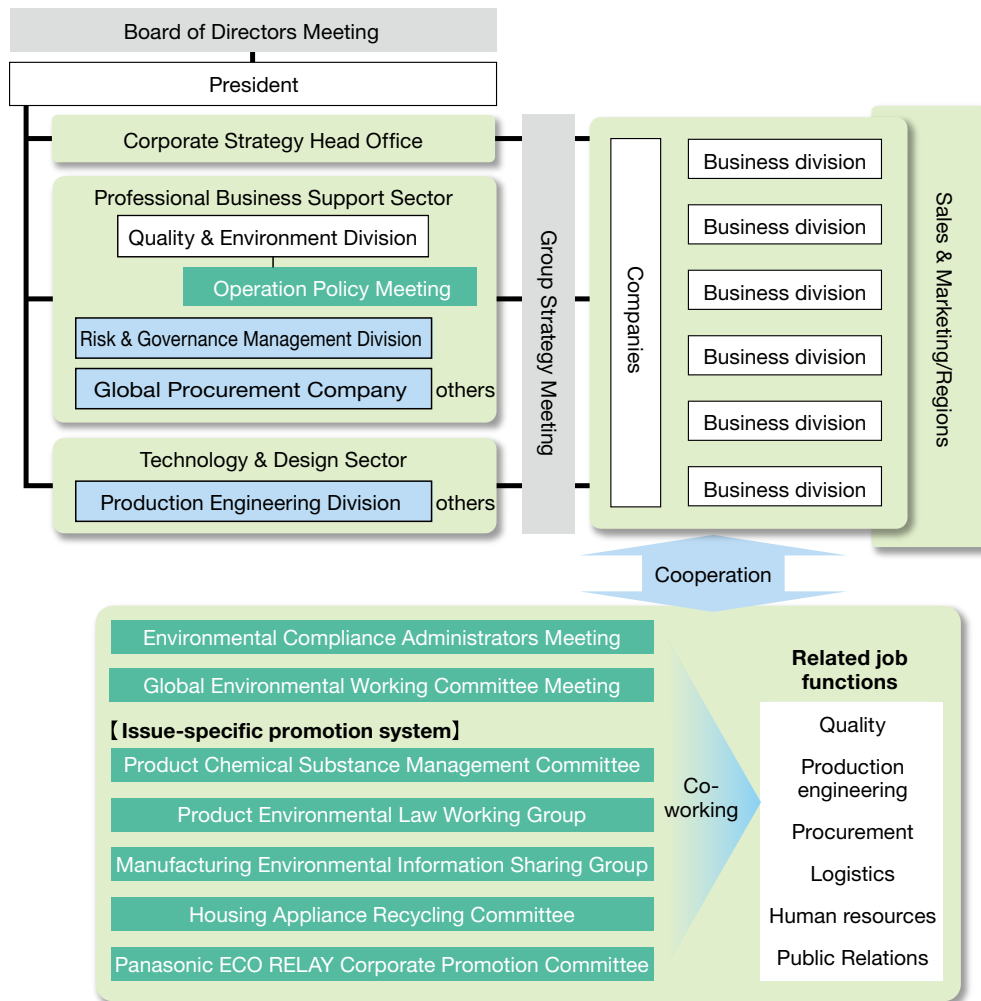 Board of Directors Meeting
President
Corporate Strategy Head Office
Professional Business Support Sector
Quality & Environment Division
Operation Policy Meeting
Risk & Governance Management Division
Global Procurement Company
others
Technology & Design Sector
Production Engineering Division
others
Group Strategy Meeting
Companies
Business division
Business division
Business division
Business division
Business division
Business division
Sales & Marketing/Regions
Cooperation
Environmental Compliance Administrators Meeting
Global Environmental Working Committee Meeting
【Issue-specific promotion system】
Product Chemical Substance Management Committee
Product Environmental Law Working Group
Manufacturing Environmental Information Sharing Group
Housing Appliance Recycling Committee
Panasonic ECO RELAY Corporate Promotion Committee
Co-
working
Related job
functions
Quality
Production
engineering
Procurement
Logistics
Human resources
Public Relations